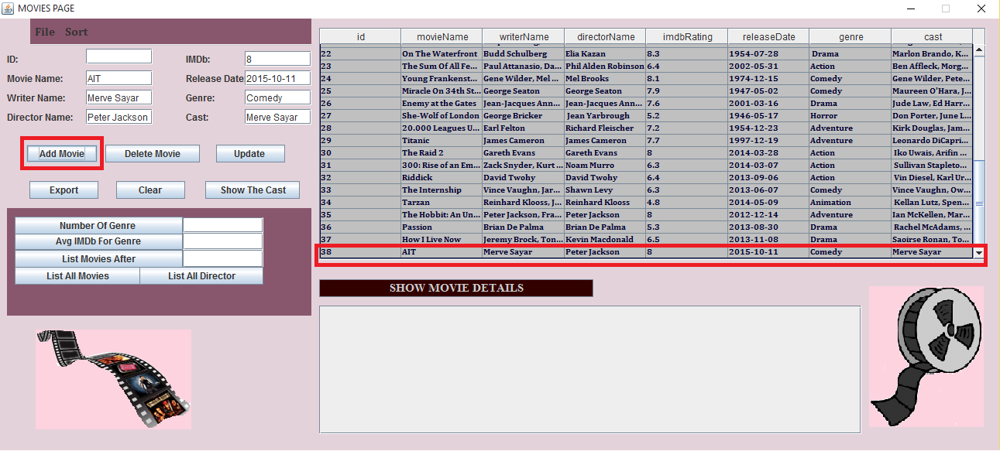 MOVIES PAGE
File Sort
ID:
IMDb: 8
Movie Name: AIT
Release Date 2015-10-11
Writer Name: Merve Sayar
Genre: Comedy
Director Name: Peter Jackson
Cast: Merve Sayar
Add Movie Delete Movie Update
Export Clear Show The Cast
Number Of Genre
Avg IMDb For Genre
List Movies After
List All Movies List All Director
id movieName writerName directorName imdbRating releaseDate genre cast
22 On The Waterfront Budd Schulberg Elia Kazan 8.3 1954-07-28 Drama Marlon Brando, K...
23 The Sum Of All Fe... Paul Attanasio, Da... Phil Alden Robinson 6.4 2002-05-31 Action Ben Affleck, Morg...
24 Young Frankenst... Gene Wilder, Mel ... Mel Brooks 8.1 1974-12-15 Comedy Gene Wilder, Pete...
25 Miracle On 34th St... George Seaton George Seaton 7.9 1947-05-02 Comedy Maureen O'Hara, J...
26 Enemy at the Gates Jean-Jacques Ann... Jean-Jacques Ann... 7.6 2001-03-16 Drama Jude Law, Ed Harr...
27 She-Wolf of London George Bricker Jean Yarbrough 5.2 1946-05-17 Horror Don Porter, June L...
28 20.000 Leagues U... Earl Felton Richard Fleischer 7.2 1954-12-23 Adventure Kirk Douglas, Jam...
29 Titanic James Cameron James Cameron 7.7 1997-12-19 Adventure Leonardo DiCapri...
30 The Raid 2 Gareth Evans Gareth Evans 8 2014-03-28 Action Iko Uwais, Arifin ...
31 300: Rise of an Em... Zack Snyder, Kurt ... Noam Murro 6.3 2014-03-07 Action Sullivan Stapleto...
32 Riddick David Twohy David Twohy 6.4 2013-09-06 Action Vin Diesel, Karl Ur...
33 The Internship Vince Vaughn, Jar... Shawn Levy 6.3 2013-06-07 Comedy Vince Vaughn, Ow...
34 Tarzan Reinhard Klooss, J... Reinhard Klooss 4.8 2014-05-09 Animation Kellan Lutz, Spen...
35 The Hobbit: An Un... Peter Jackson, Fra... Peter Jackson 8 2012-12-14 Adventure Ian McKellen, Mar...
36 Passion Brian De Palma Brian De Palma 5.3 2013-08-30 Drama Rachel McAdams, ...
37 How I Live Now Jeremy Brock, Ton... Kevin Macdonald 6.5 2013-11-08 Drama Saoirse Ronan, To...
38 AIT Merve Sayar Peter Jackson 8 2015-10-11 Comedy Merve Sayar
SHOW MOVIE DETAILS